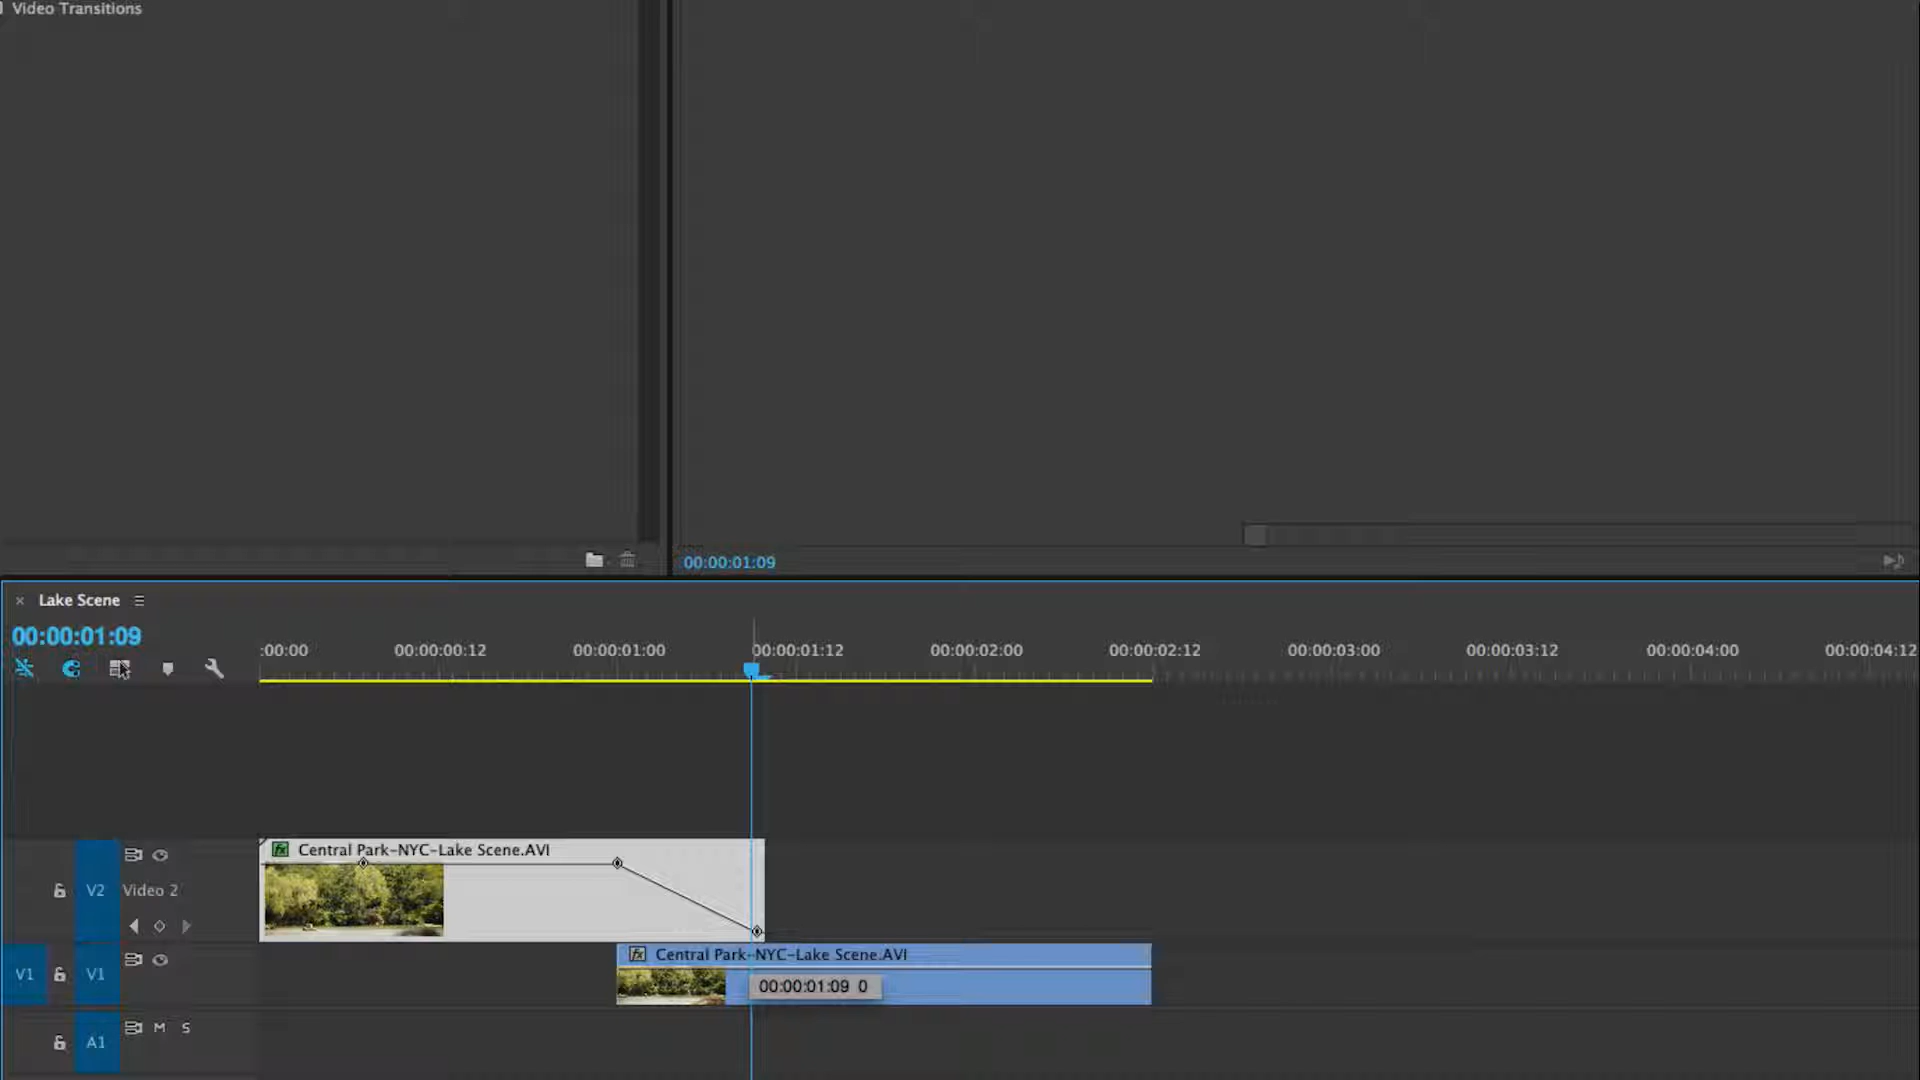 Video Transitions
00:00:01:09
× Lake Scene
00:00:01:09
:00:00 00:00:00:12 00:00:01:00 00:00:01:12 00:00:02:00 00:00:02:12 00:00:03:00 00:00:03:12 00:00:04:00 00:00:04:12
fx Central Park-NYC-Lake Scene.AVI
V2 Video 2
fx Central Park-NYC-Lake Scene.AVI
V1 V1
00:00:01:09 0
M S
A1